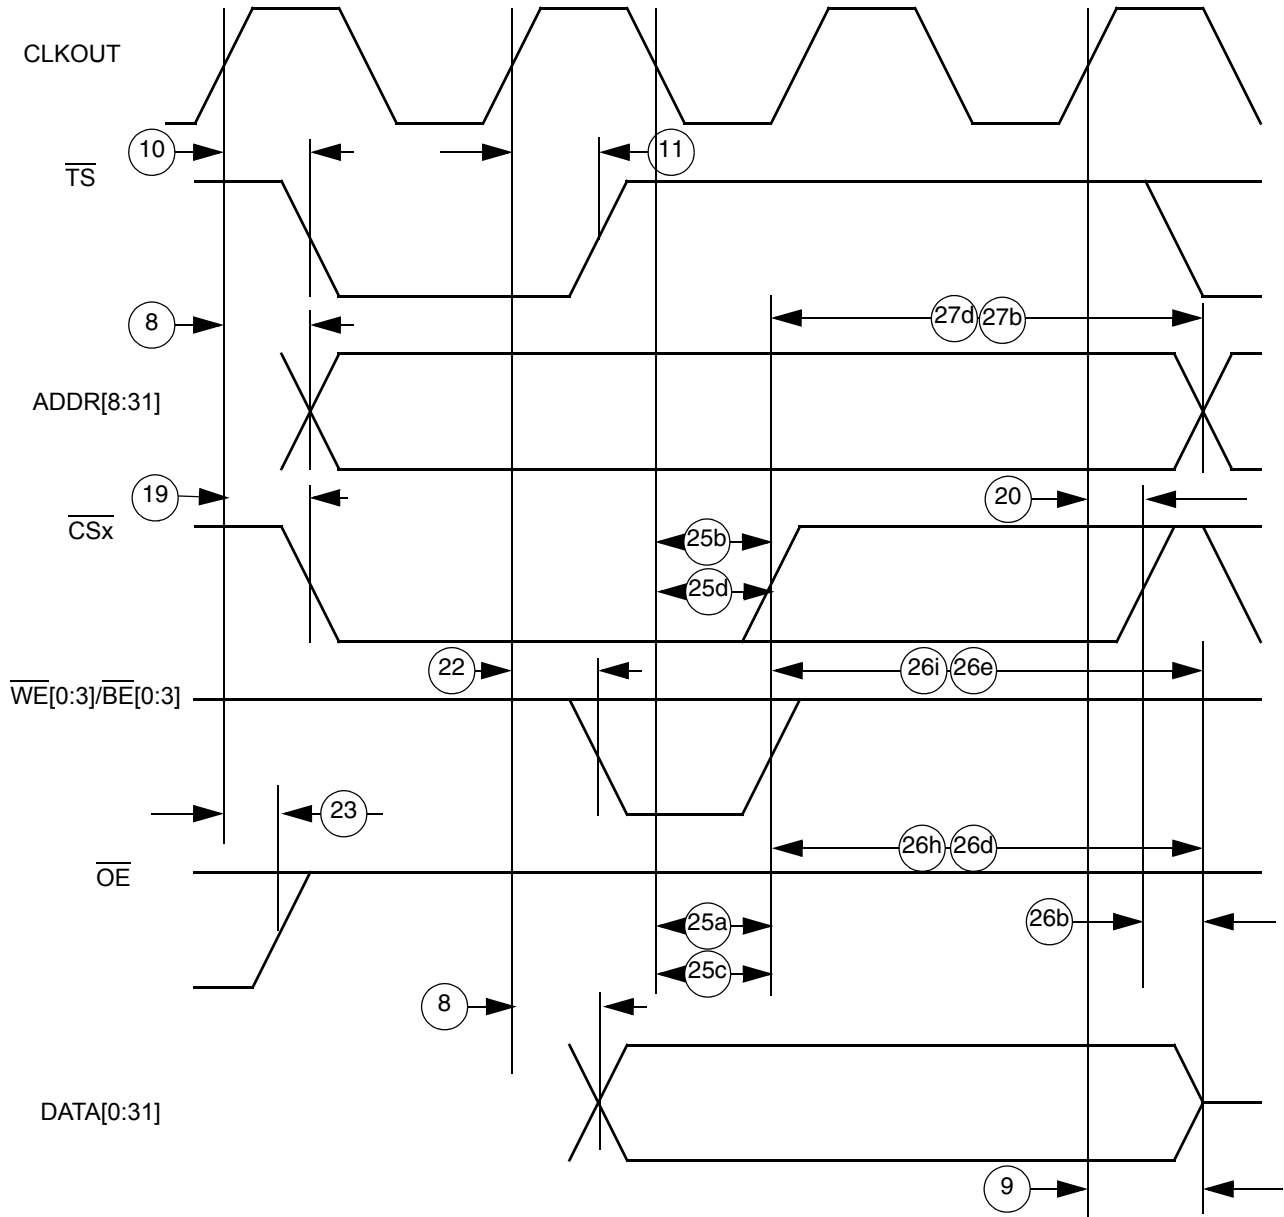 CLKOUT
10
11
TS
8
27d 27b
ADDR[8:31]
19
20
CSx
25b
25d
22
26i 26e
WE[0:3]/BE[0:3]
23
26h 26d
OE
25a
26b
25c
8
DATA[0:31]
9